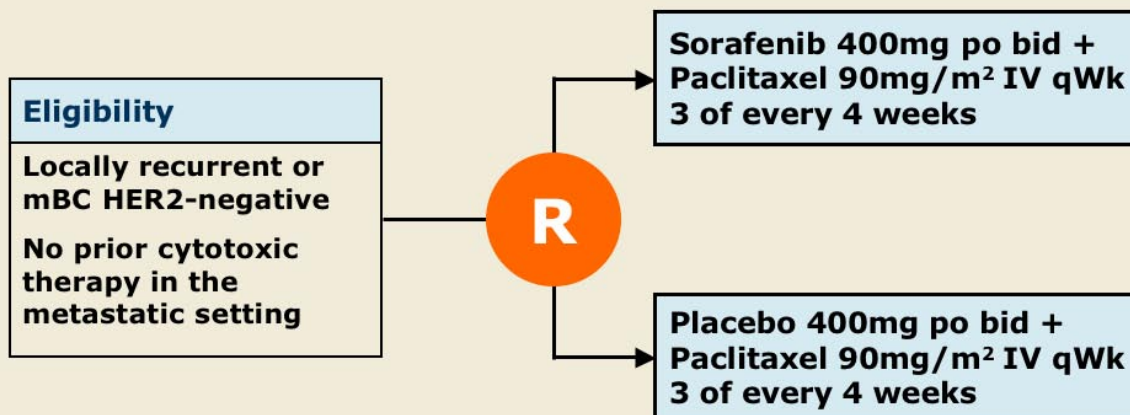 Eligibility
Locally recurrent or
mBC HER2-negative
No prior cytotoxic
therapy in the
metastatic setting
R
Sorafenib 400mg po bid +
Paclitaxel 90mg/m² IV qWk
3 of every 4 weeks
Placebo 400mg po bid +
Paclitaxel 90mg/m² IV qWk
3 of every 4 weeks